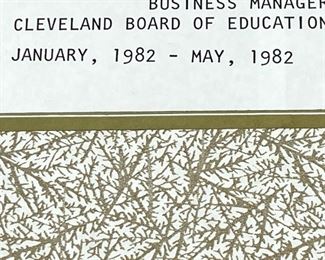 BUSINESS MANAGER
CLEVELAND BOARD OF EDUCATION
JANUARY, 1982 - MAY, 1982